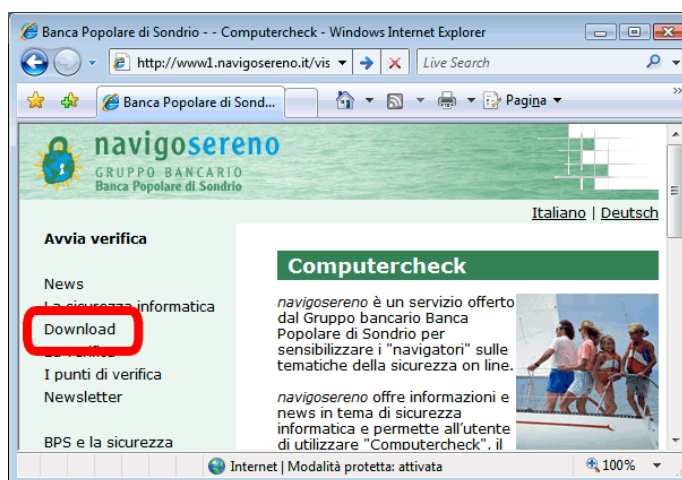 Banca Popolare di Sondrio - - Computercheck - Windows Internet Explorer
http://www1.navigosereno.it/vis
Live Search
Banca Popolare di Sond...
Pagina
»
navigosereno
GRUPPO BANCARIO
Banca Popolare di Sondrio
Italiano | Deutsch
Avvia verifica
News
La sicurezza informatica
Download
La verifica
I punti di verifica
Newsletter
BPS e la sicurezza
Computercheck
navigosereno è un servizio offerto
dal Gruppo bancario Banca
Popolare di Sondrio per
sensibilizzare i "navigatori" sulle
tematiche della sicurezza on line.
navigosereno offre informazioni e
news in tema di sicurezza
informatica e permette all'utente
di utilizzare "Computercheck", il
Internet | Modalità protetta: attivata
100%